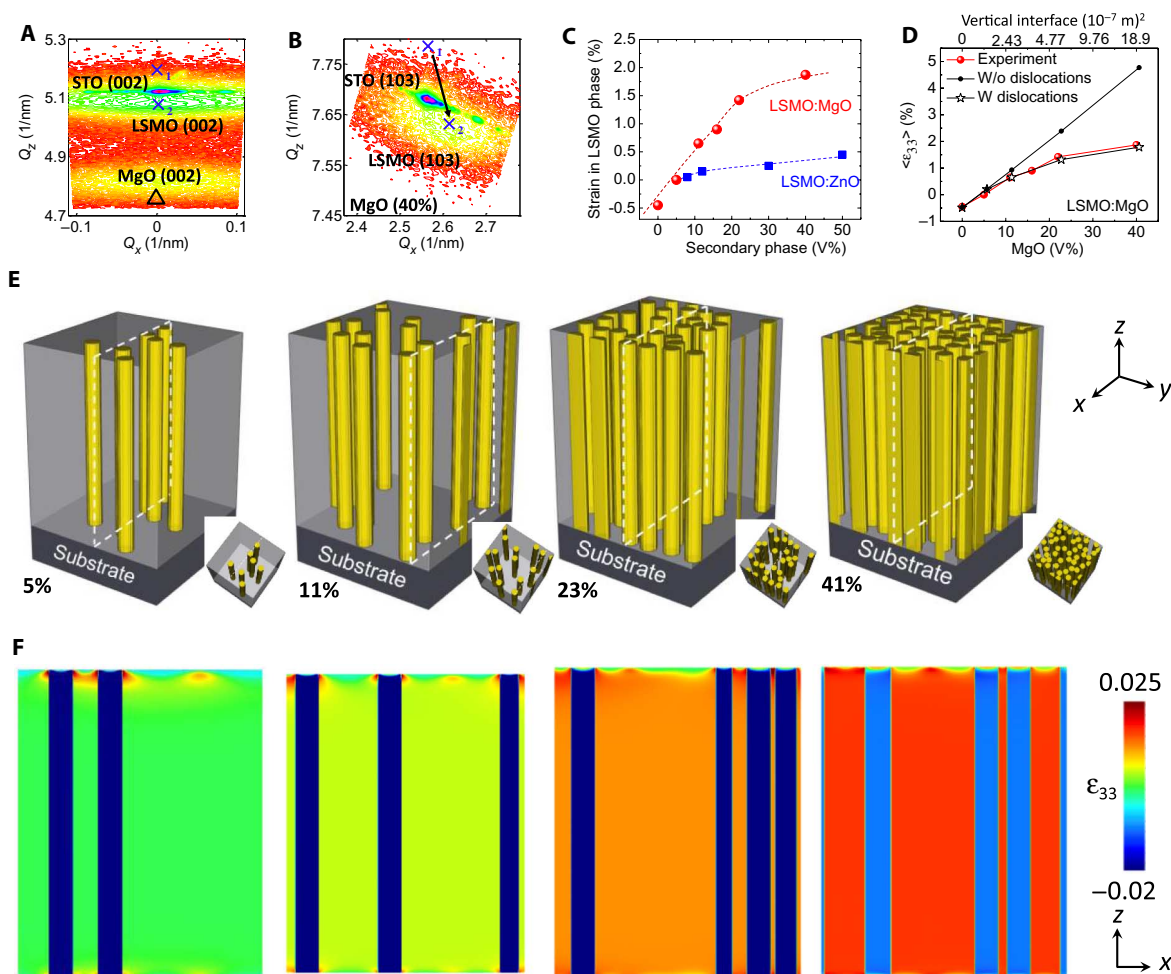 A
5.3
5.1
4.9
4.7
Q_z (1/nm)
STO (002)
1
2
LSMO (002)
MgO (002)
−0.1
0
0.1
Q_x (1/nm)
B
7.75
7.65
7.55
7.45
Q_z (1/nm)
1
STO (103)
2
LSMO (103)
MgO (40%)
2.4
2.5
2.6
2.7
Q_x (1/nm)
C
2.5
2.0
1.5
1.0
0.5
0.0
-0.5
Strain in LSMO phase (%)
LSMO:MgO
LSMO:ZnO
0
10
20
30
40
50
Secondary phase (V%)
D
Vertical interface (10⁻⁷ m)²
0
2.43
4.77
9.76
18.9
5
4
3
2
1
0
−1
<ε₃₃> (%)
Experiment
W/o dislocations
W dislocations
LSMO:MgO
0
10
20
30
40
MgO (V%)
E
Substrate
5%
Substrate
11%
Substrate
23%
Substrate
41%
z
x
y
F
0.025
ε₃₃
−0.02
z
x